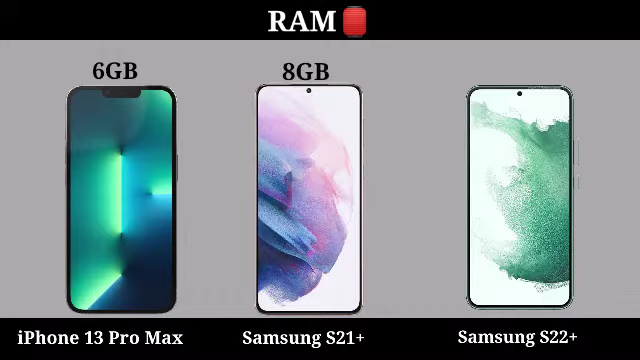 RAM
6GB
8GB
iPhone 13 Pro Max
Samsung S21+
Samsung S22+